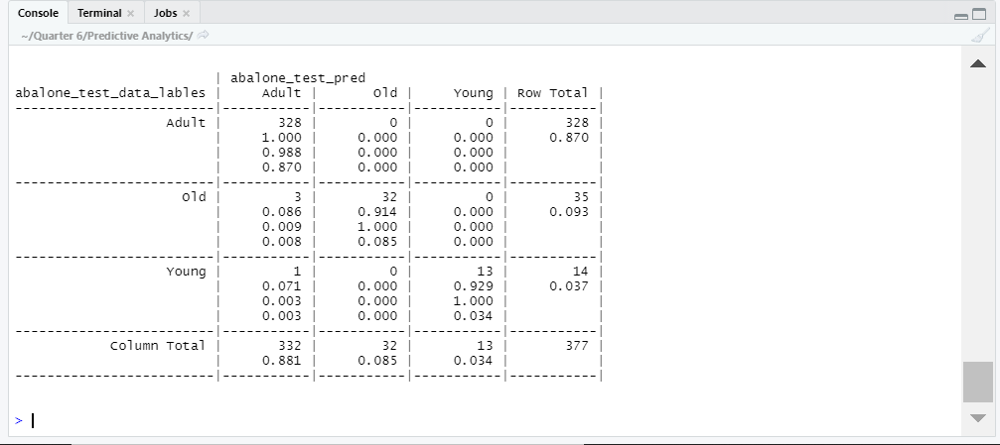 Console Terminal × Jobs ×
~/Quarter 6/Predictive Analytics/
| abalone_test_pred
abalone_test_data_lables | Adult | Old | Young | Row Total |
-------------------------|-----------|-----------|-----------|-----------|
Adult | 328 | 0 | 0 | 328 |
| 1.000 | 0.000 | 0.000 | 0.870 |
| 0.988 | 0.000 | 0.000 | |
| 0.870 | 0.000 | 0.000 | |
-------------------------|-----------|-----------|-----------|-----------|
Old | 3 | 32 | 0 | 35 |
| 0.086 | 0.914 | 0.000 | 0.093 |
| 0.009 | 1.000 | 0.000 | |
| 0.008 | 0.085 | 0.000 | |
-------------------------|-----------|-----------|-----------|-----------|
Young | 1 | 0 | 13 | 14 |
| 0.071 | 0.000 | 0.929 | 0.037 |
| 0.003 | 0.000 | 1.000 | |
| 0.003 | 0.000 | 0.034 | |
-------------------------|-----------|-----------|-----------|-----------|
Column Total | 332 | 32 | 13 | 377 |
| 0.881 | 0.085 | 0.034 | |
-------------------------|-----------|-----------|-----------|-----------|
>